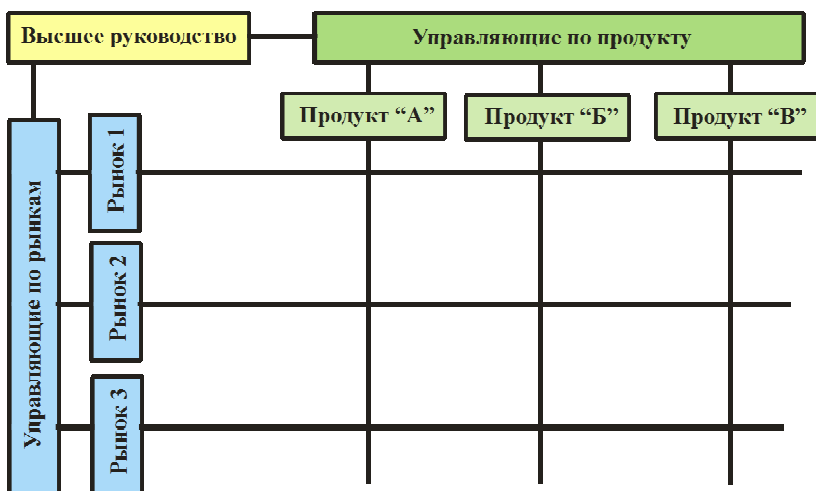 Высшее руководство
Управляющие по продукту
Продукт “А”
Продукт “Б”
Продукт “В”
Управляющие по рынкам
Рынок 1
Рынок 2
Рынок 3